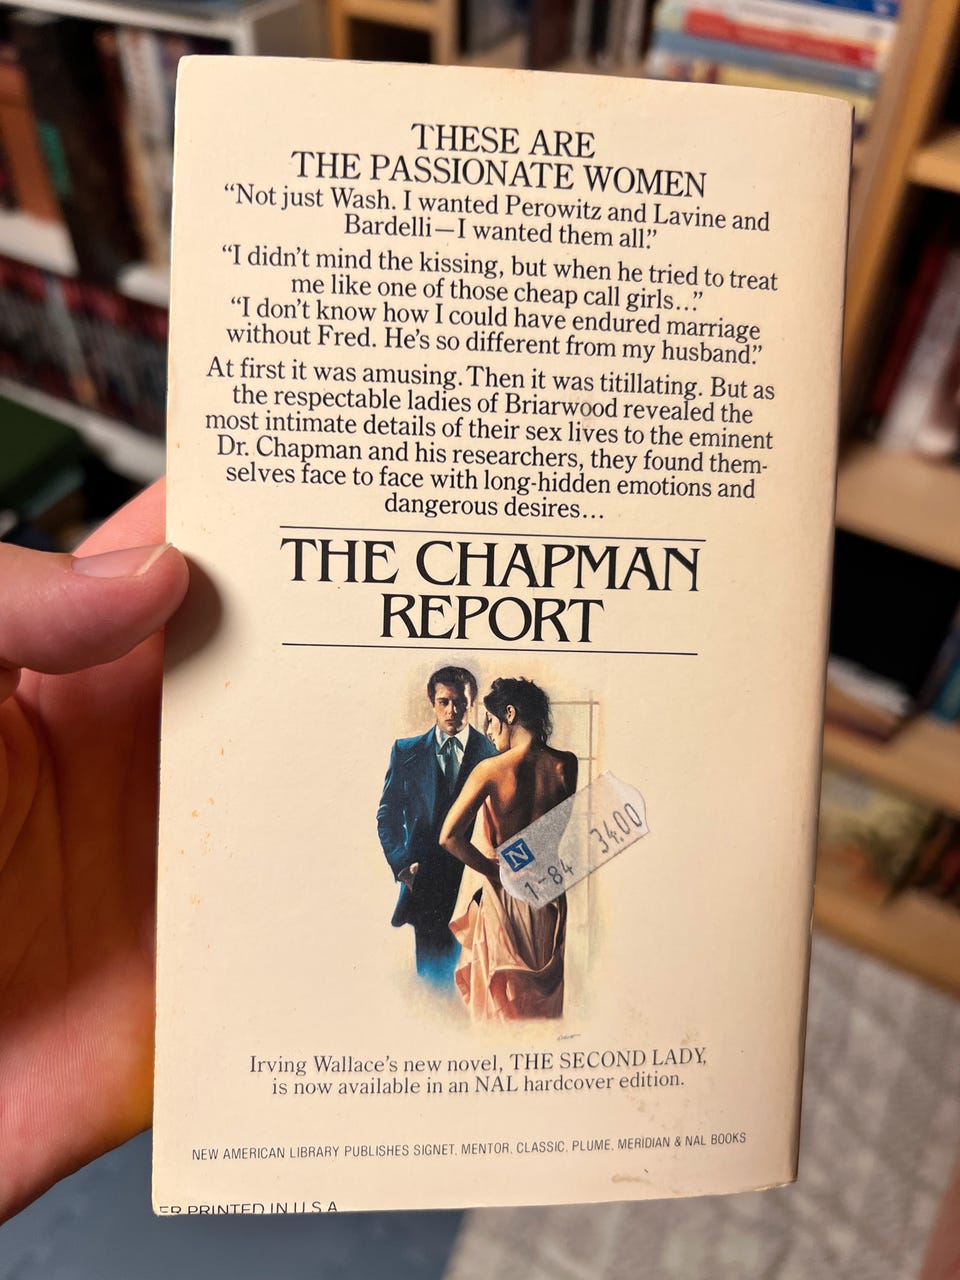 THESE ARE
THE PASSIONATE WOMEN
“Not just Wash. I wanted Perowitz and Lavine and
Bardelli—I wanted them all.”
“I didn’t mind the kissing, but when he tried to treat
me like one of those cheap call girls...”
“I don’t know how I could have endured marriage
without Fred. He’s so different from my husband.”
At first it was amusing. Then it was titillating. But as
the respectable ladies of Briarwood revealed the
most intimate details of their sex lives to the eminent
Dr. Chapman and his researchers, they found them-
selves face to face with long-hidden emotions and
dangerous desires...
THE CHAPMAN
REPORT
N
1-84 34.00
Irving Wallace’s new novel, THE SECOND LADY,
is now available in an NAL hardcover edition.
NEW AMERICAN LIBRARY PUBLISHES SIGNET, MENTOR, CLASSIC, PLUME, MERIDIAN & NAL BOOKS
ER PRINTED IN U S A